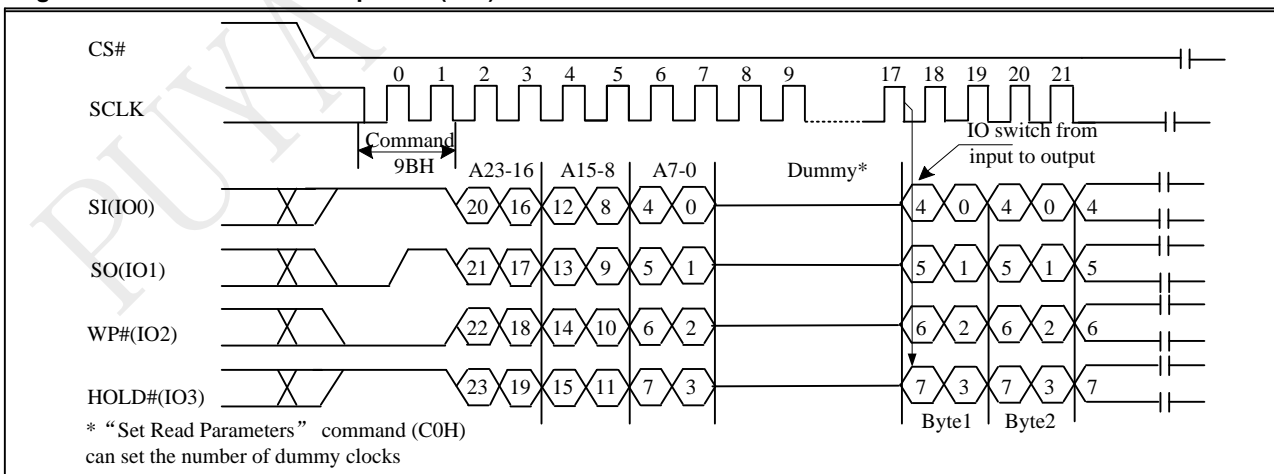 PUYA
CS#
0 1 2 3 4 5 6 7 8 9 17 18 19 20 21
SCLK
Command
9BH
IO switch from
input to output
A23-16 A15-8 A7-0 Dummy*
SI(IO0) 20 16 12 8 4 0 4 0 4 0 4
SO(IO1) 21 17 13 9 5 1 5 1 5 1 5
WP#(IO2) 22 18 14 10 6 2 6 2 6 2 6
HOLD#(IO3) 23 19 15 11 7 3 7 3 7 3 7
Byte1 Byte2
* “Set Read Parameters” command (C0H)
can set the number of dummy clocks